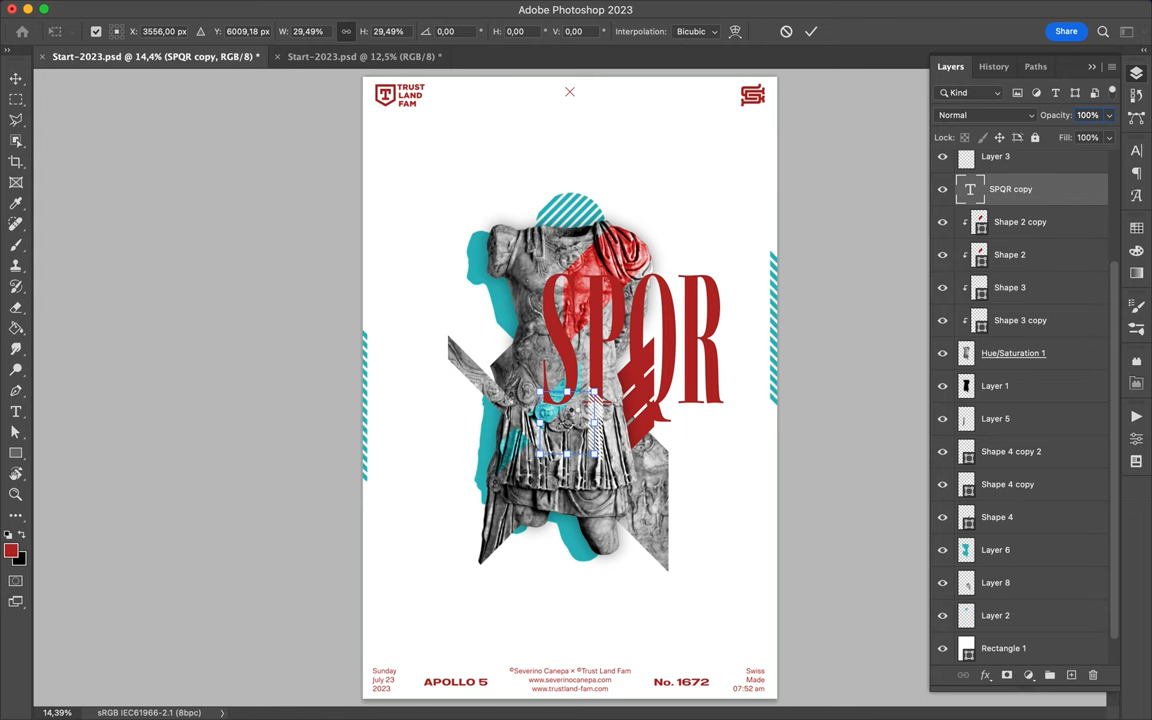 Adobe Photoshop 2023
X: 3556,00 px Y: 6009,18 px W: 29,49% H: 29,49% 0,00 ° H: 0,00 ° V: 0,00 ° Interpolation: Bicubic Share
Start-2023.psd @ 14,4% (SPQR copy, RGB/8) * Start-2023.psd @ 12,5% (RGB/8) *
Layers History Paths
Kind
Normal Opacity: 100%
Lock: Fill: 100%
Layer 3
SPQR copy
Shape 2 copy
Shape 2
Shape 3
Shape 3 copy
Hue/Saturation 1
Layer 1
Layer 5
Shape 4 copy 2
Shape 4 copy
Shape 4
Layer 6
Layer 8
Layer 2
Rectangle 1
TRUST
LAND
FAM
SPQR
Sunday
July 23
2023
APOLLO 5
©Severino Canepa × ©Trust Land Fam
www.severinocanepa.com
www.trustland-fam.com
No. 1672
Swiss
Made
07:52 am
14,39% sRGB IEC61966-2.1 (8bpc)